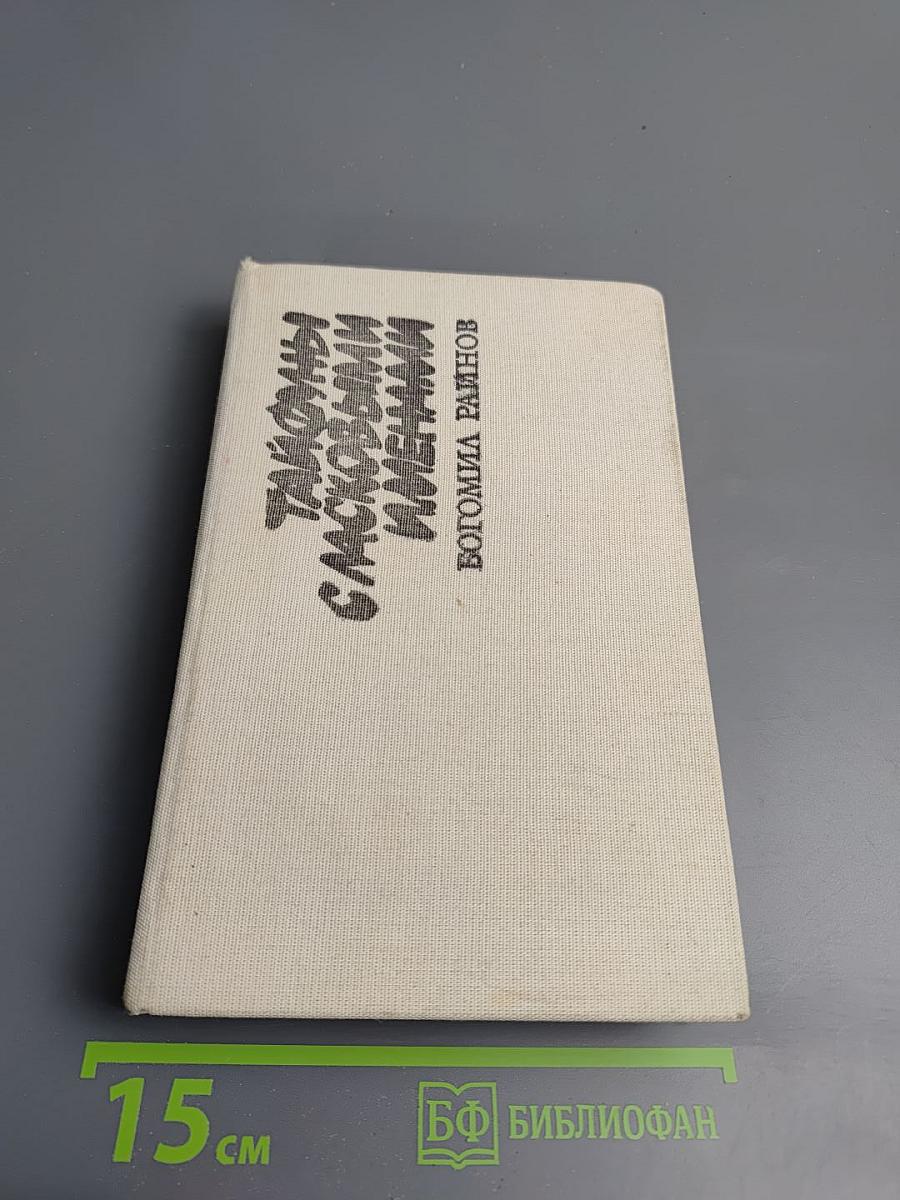 ТАЙФУНЫ
С ЛАСКОВЫМИ
ИМЕНАМИ
БОГОМИЛ РАЙНОВ
15 см
БФ БИБЛИОФАН